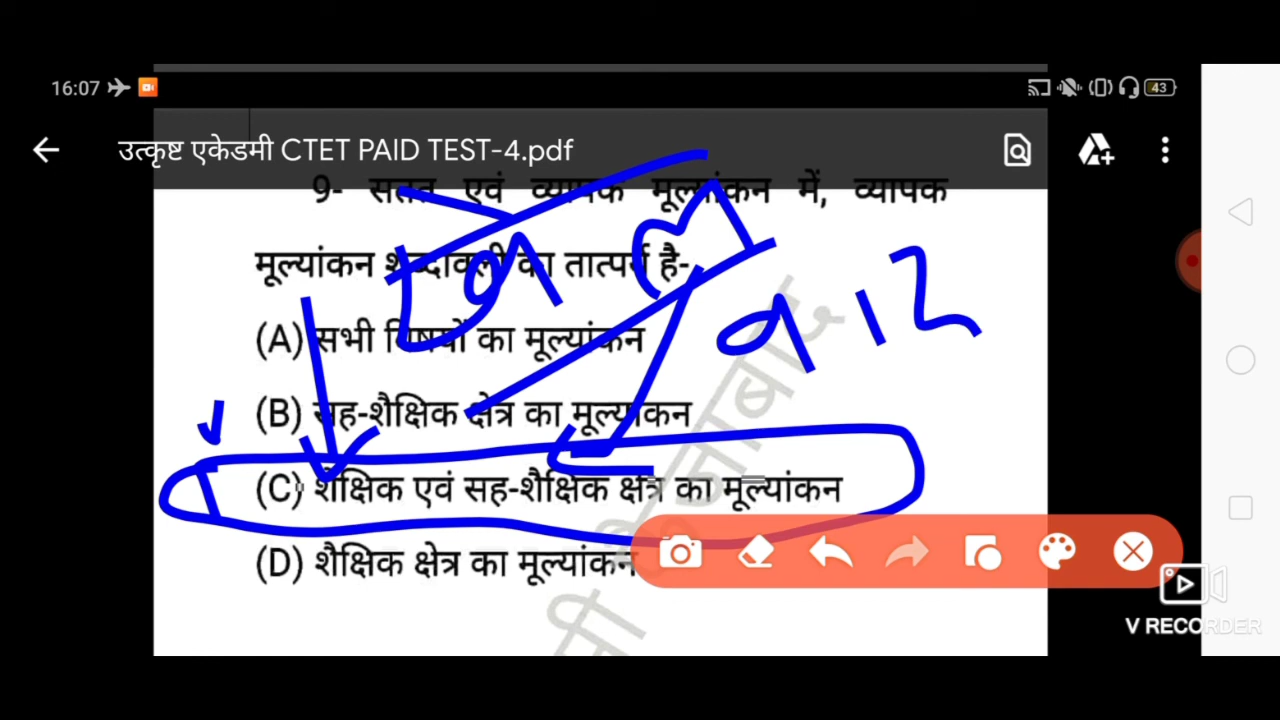 16:07
43
उत्कृष्ट एकेडमी CTET PAID TEST-4.pdf
9- सतत एवं व्यापक मूल्यांकन में, व्यापक
मूल्यांकन शब्दावली का तात्पर्य है-
(A) सभी विषयों का मूल्यांकन
(B) सह-शैक्षिक क्षेत्र का मूल्यांकन
(C) शैक्षिक एवं सह-शैक्षिक क्षेत्र का मूल्यांकन
(D) शैक्षिक क्षेत्र का मूल्यांकन
V RECORDER